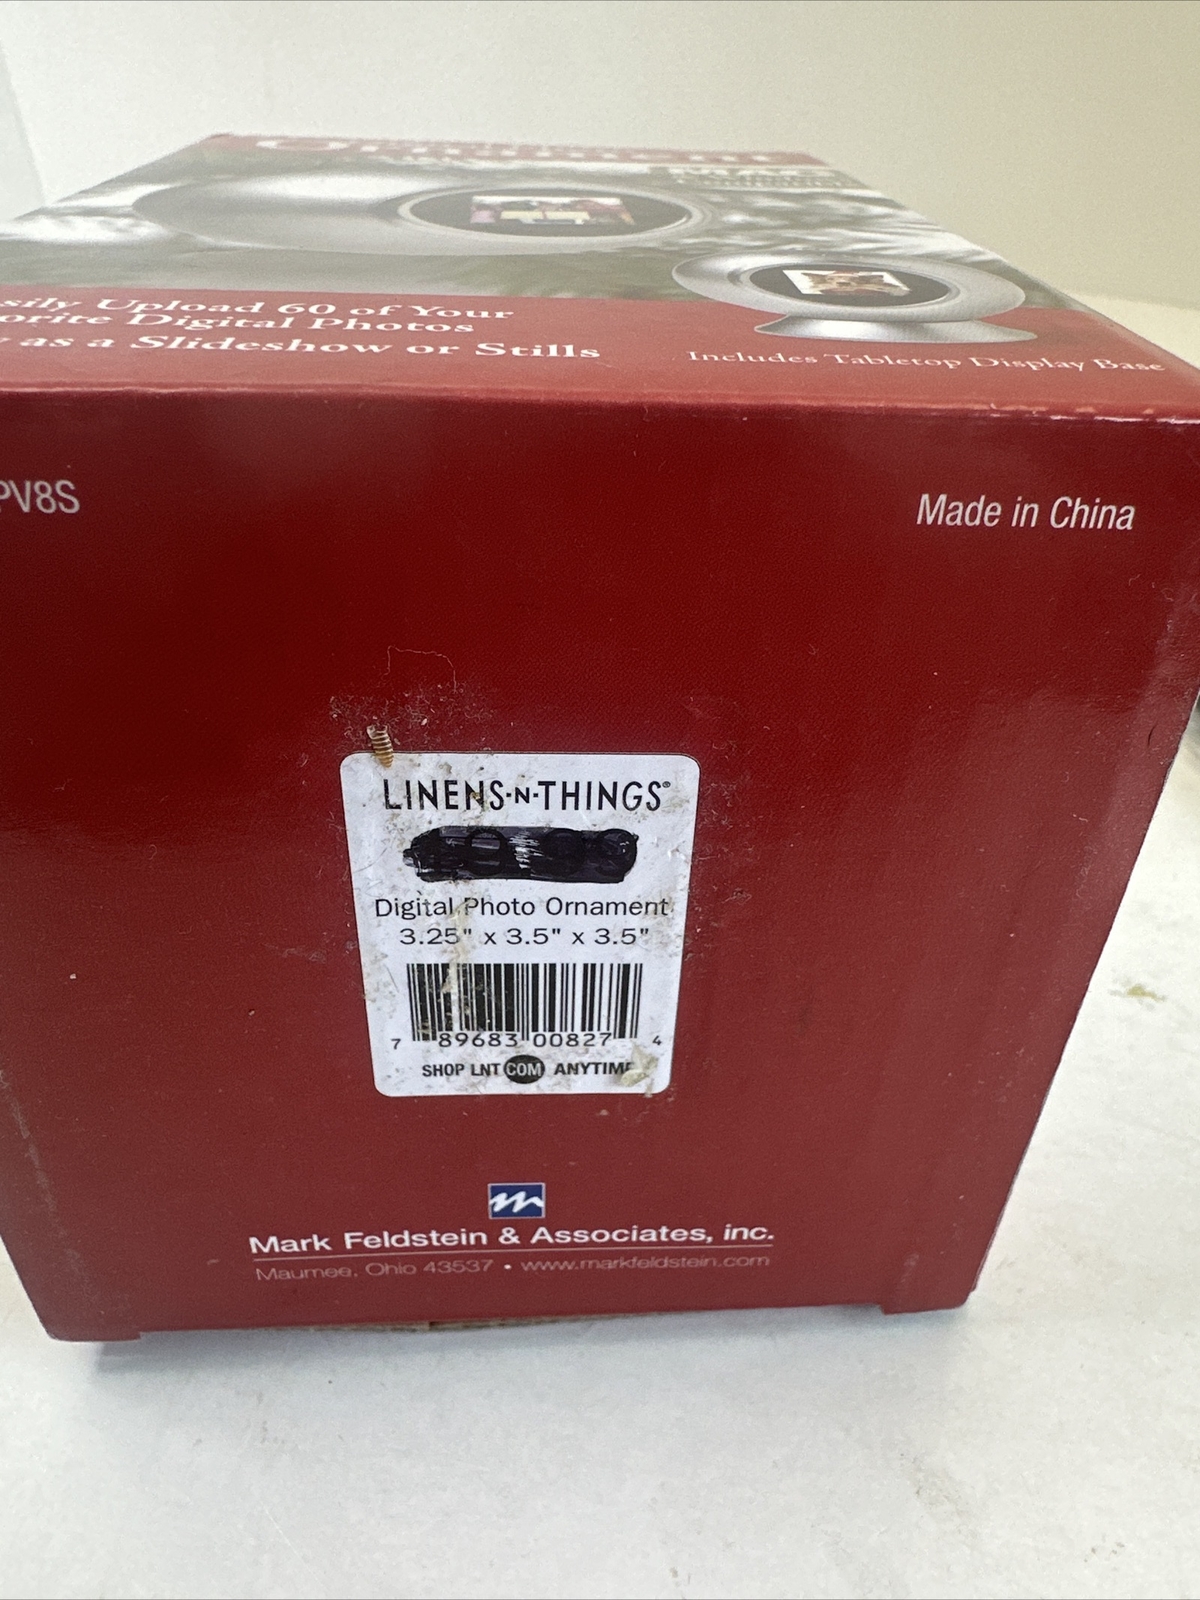 Ornament
MAC
sily Upload 60 of Your
orite Digital Photos
as a Slideshow or Stills
Includes Tabletop Display Base
PV8S
Made in China
LINENS-N-THINGS®
Digital Photo Ornament
3.25" x 3.5" x 3.5"
7 89683 00827 4
SHOP LNT COM ANYTIME
Mark Feldstein & Associates, inc.
Maumee, Ohio 43537 • www.markfeldstein.com